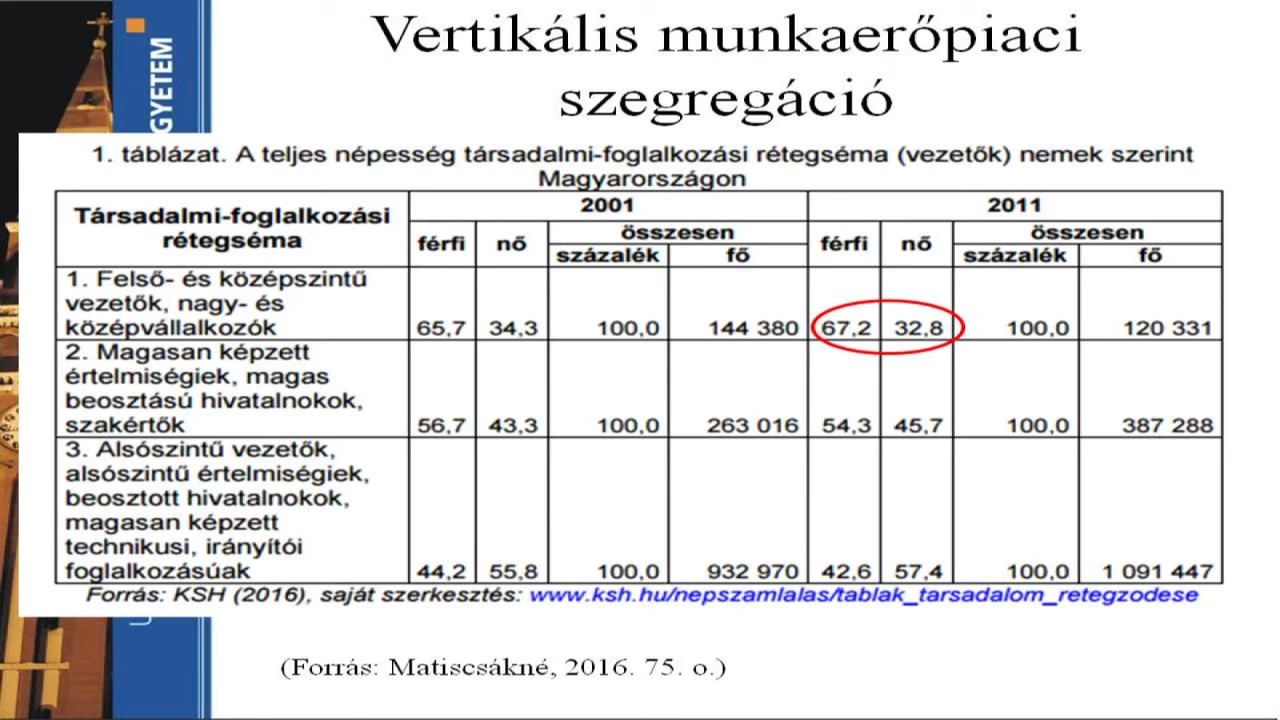 Vertikális munkaerőpiaci
szegregáció
GYETEM
1. táblázat. A teljes népesség társadalmi-foglalkozási rétegséma (vezetők) nemek szerint
Magyarországon
Társadalmi-foglalkozási rétegséma 2001 2011
férfi nő összesen férfi nő összesen
százalék fő százalék fő
1. Felső- és középszintű
vezetők, nagy- és
középvállalkozók 65,7 34,3 100,0 144 380 67,2 32,8 100,0 120 331
2. Magasan képzett
értelmiségiek, magas
beosztású hivatalnokok,
szakértők 56,7 43,3 100,0 263 016 54,3 45,7 100,0 387 288
3. Alsószintű vezetők,
alsószintű értelmiségiek,
beosztott hivatalnokok,
magasan képzett
technikusi, irányítói
foglalkozásúak 44,2 55,8 100,0 932 970 42,6 57,4 100,0 1 091 447
Forrás: KSH (2016), saját szerkesztés: www.ksh.hu/nepszamlalas/tablak_tarsadalom_retegzodese
(Forrás: Matiscsákné, 2016. 75. o.)